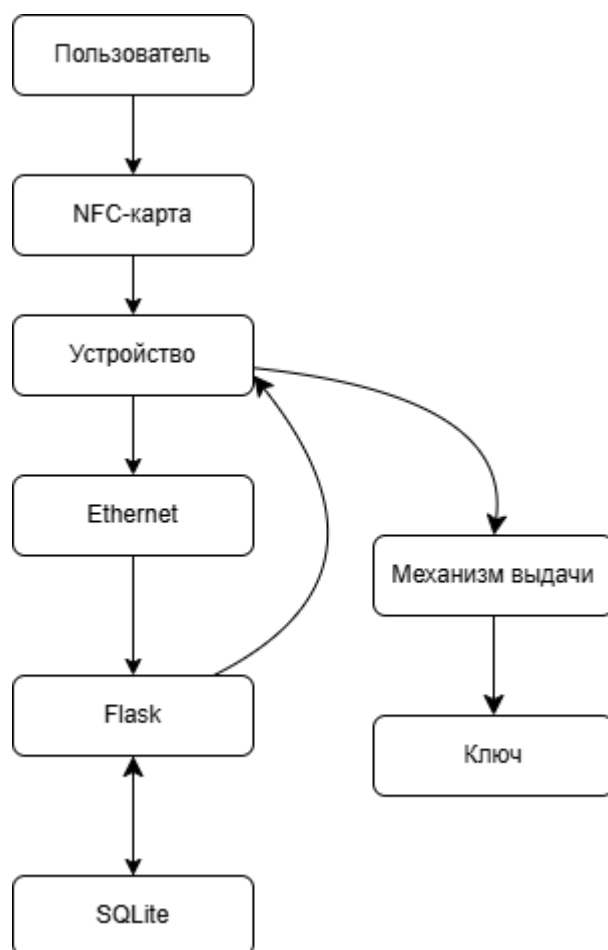 Пользователь
NFC-карта
Устройство
Ethernet
Механизм выдачи
Flask
Ключ
SQLite